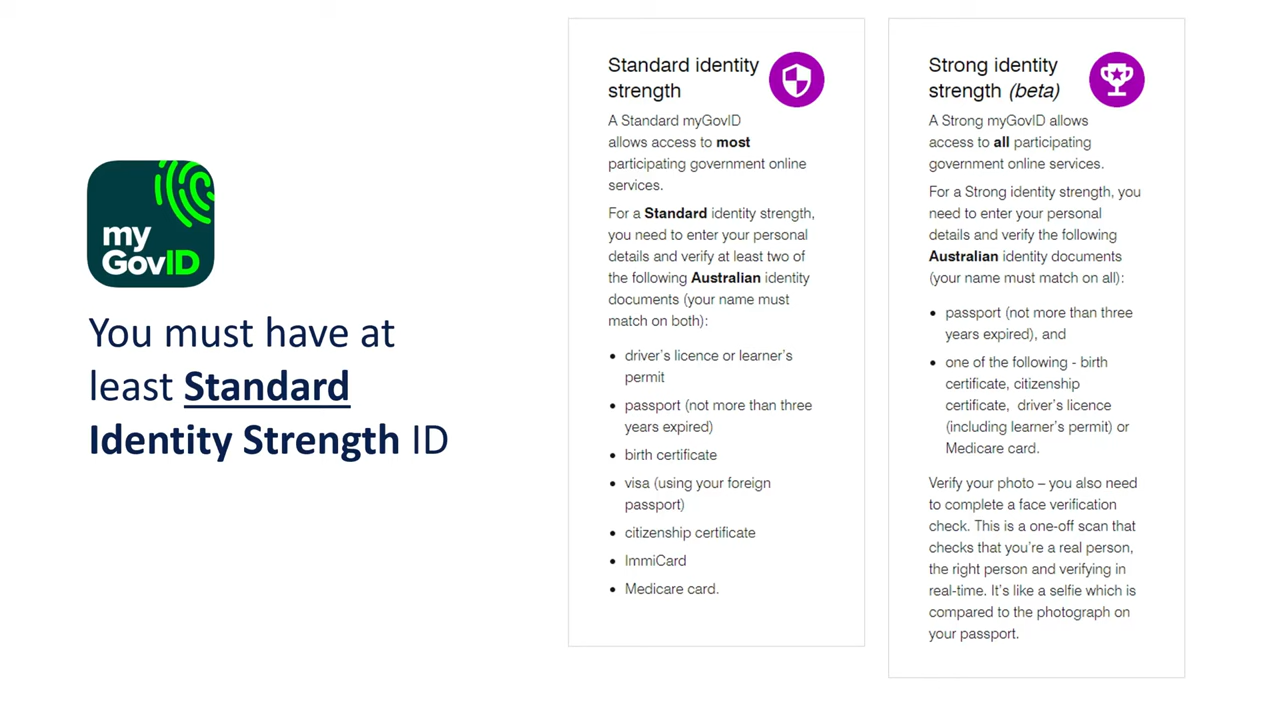 my
GovID
You must have at
least Standard
Identity Strength ID
Standard identity
strength
A Standard myGovID
allows access to most
participating government online
services.
For a Standard identity strength,
you need to enter your personal
details and verify at least two of
the following Australian identity
documents (your name must
match on both):
• driver's licence or learner's
permit
• passport (not more than three
years expired)
• birth certificate
• visa (using your foreign
passport)
• citizenship certificate
• ImmiCard
• Medicare card.
Strong identity
strength (beta)
A Strong myGovID allows
access to all participating
government online services.
For a Strong identity strength, you
need to enter your personal
details and verify the following
Australian identity documents
(your name must match on all):
• passport (not more than three
years expired), and
• one of the following - birth
certificate, citizenship
certificate, driver's licence
(including learner's permit) or
Medicare card.
Verify your photo – you also need
to complete a face verification
check. This is a one-off scan that
checks that you're a real person,
the right person and verifying in
real-time. It's like a selfie which is
compared to the photograph on
your passport.